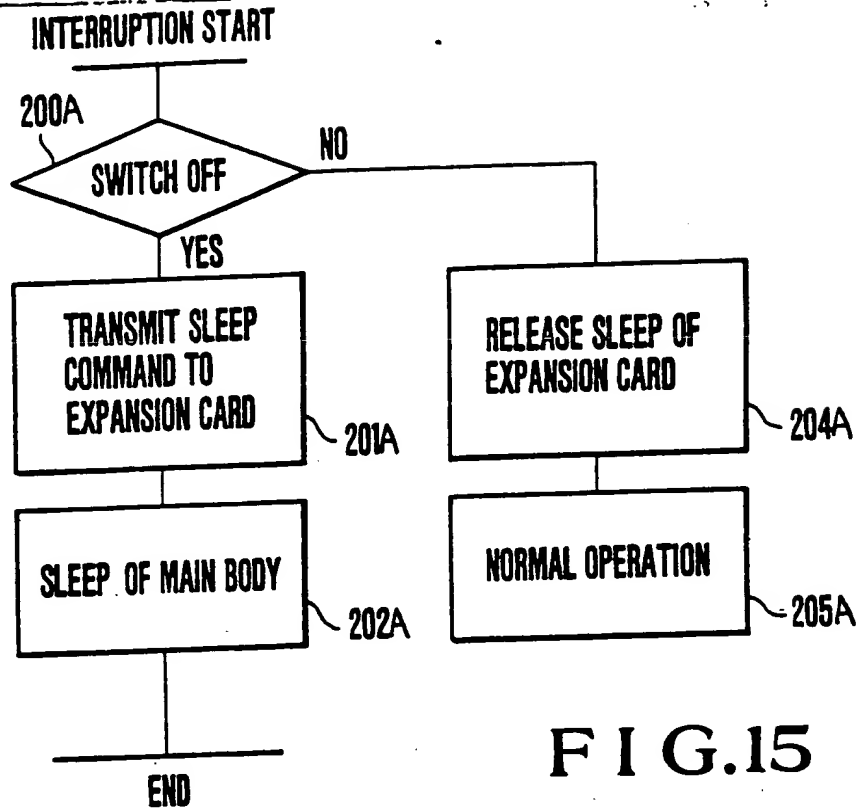 INTERRUPTION START
200A
SWITCH OFF
NO
YES
TRANSMIT SLEEP
COMMAND TO
EXPANSION CARD
201A
RELEASE SLEEP OF
EXPANSION CARD
204A
SLEEP OF MAIN BODY
202A
NORMAL OPERATION
205A
END
FIG.15